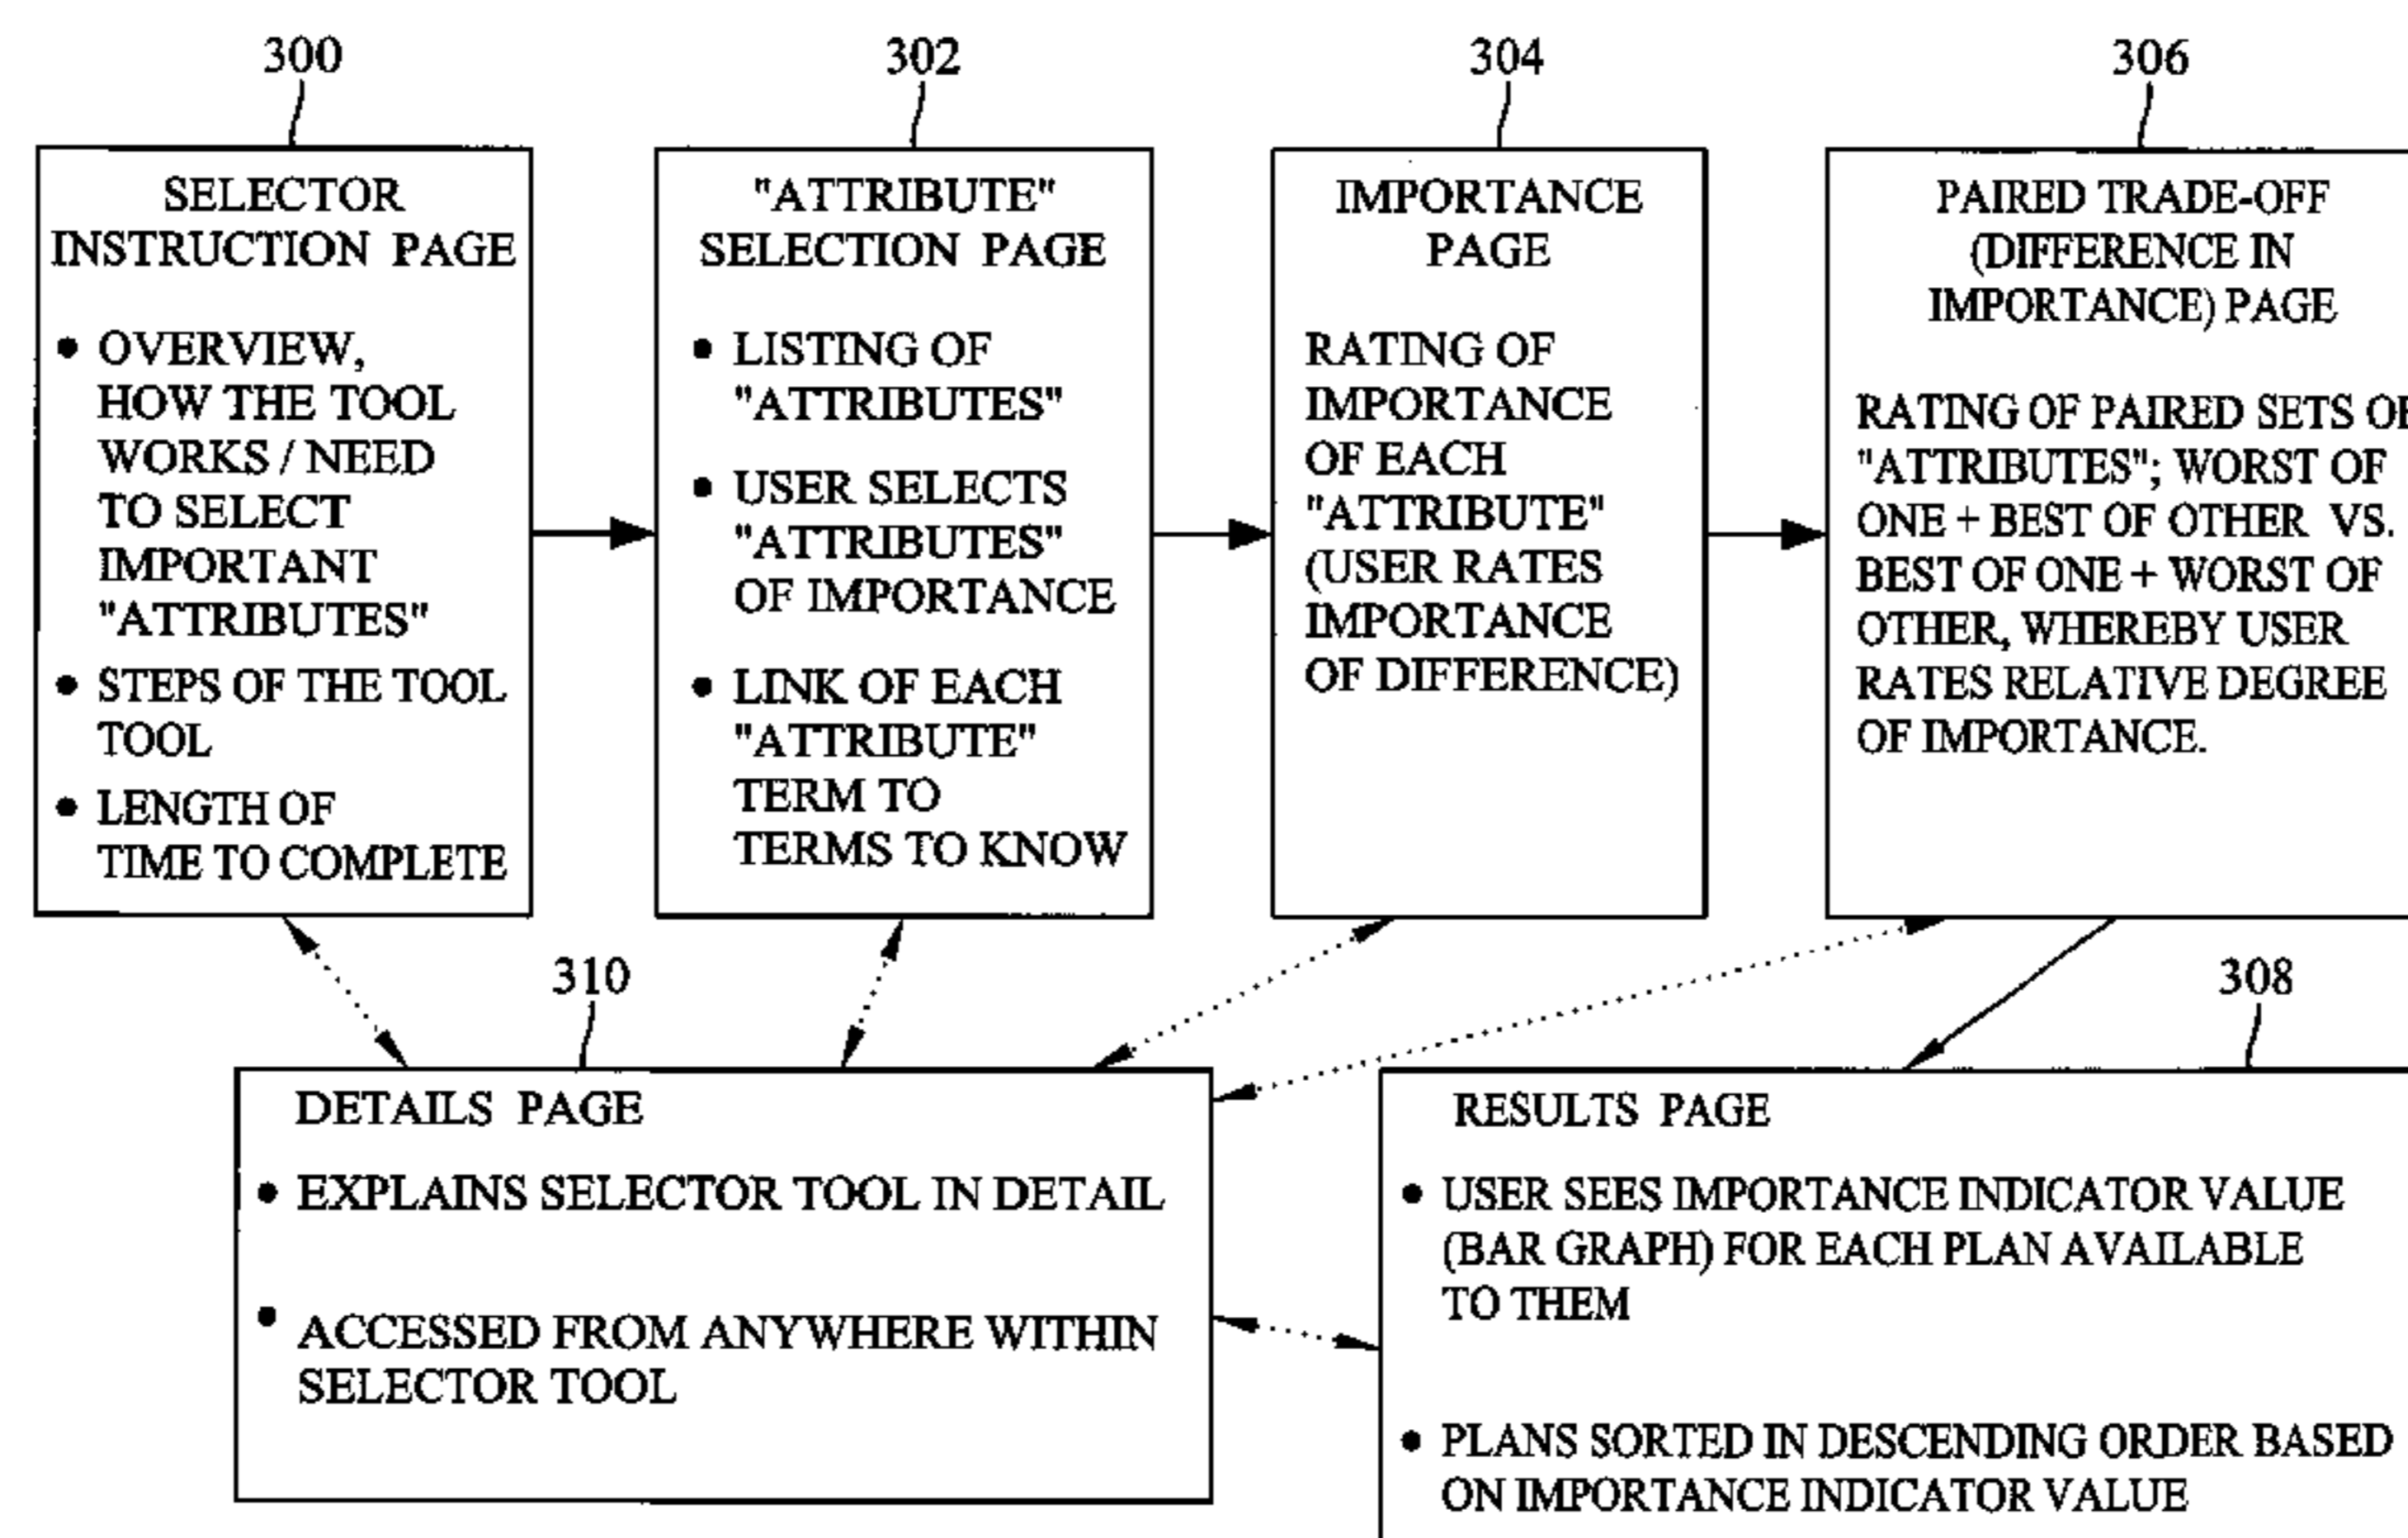 300
SELECTOR
INSTRUCTION PAGE
• OVERVIEW,
HOW THE TOOL
WORKS / NEED
TO SELECT
IMPORTANT
"ATTRIBUTES"
• STEPS OF THE TOOL
TOOL
• LENGTH OF
TIME TO COMPLETE
302
"ATTRIBUTE"
SELECTION PAGE
• LISTING OF
"ATTRIBUTES"
• USER SELECTS
"ATTRIBUTES"
OF IMPORTANCE
• LINK OF EACH
"ATTRIBUTE"
TERM TO
TERMS TO KNOW
304
IMPORTANCE
PAGE
RATING OF
IMPORTANCE
OF EACH
"ATTRIBUTE"
(USER RATES
IMPORTANCE
OF DIFFERENCE)
306
PAIRED TRADE-OFF
(DIFFERENCE IN
IMPORTANCE) PAGE
RATING OF PAIRED SETS OF
"ATTRIBUTES"; WORST OF
ONE + BEST OF OTHER VS.
BEST OF ONE + WORST OF
OTHER, WHEREBY USER
RATES RELATIVE DEGREE
OF IMPORTANCE.
310
DETAILS PAGE
• EXPLAINS SELECTOR TOOL IN DETAIL
• ACCESSED FROM ANYWHERE WITHIN
SELECTOR TOOL
308
RESULTS PAGE
• USER SEES IMPORTANCE INDICATOR VALUE
(BAR GRAPH) FOR EACH PLAN AVAILABLE
TO THEM
• PLANS SORTED IN DESCENDING ORDER BASED
ON IMPORTANCE INDICATOR VALUE